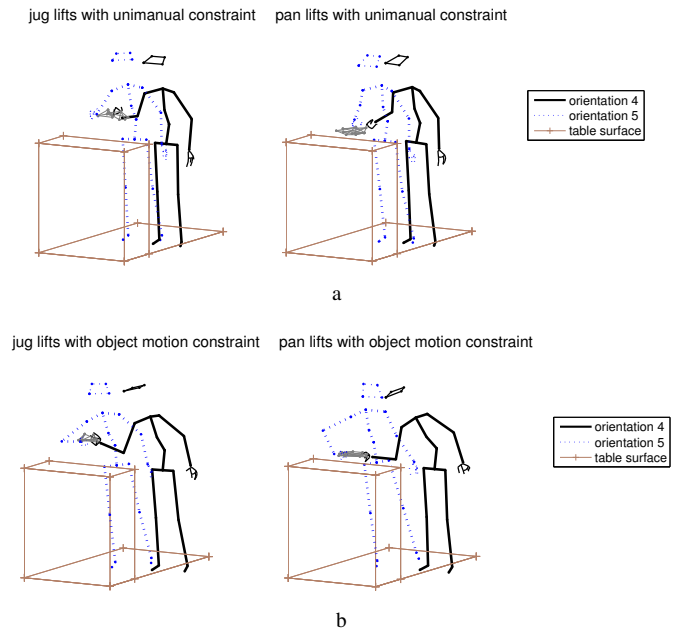 jug lifts with unimanual constraint
pan lifts with unimanual constraint
orientation 4
orientation 5
table surface
a
jug lifts with object motion constraint
pan lifts with object motion constraint
orientation 4
orientation 5
table surface
b